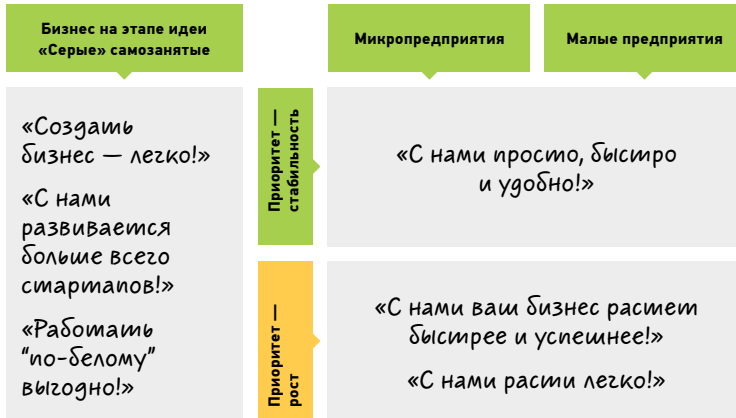 Бизнес на этапе идеи
«Серые» самозанятые
Микропредприятия
Малые предприятия
«Создать
бизнес — легко!»
«С нами
развивается
больше всего
стартапов!»
«Работать
“по-белому”
выгодно!»
Приоритет —
стабильность
«С нами просто, быстро
и удобно!»
Приоритет —
рост
«С нами ваш бизнес растет
быстрее и успешнее!»
«С нами расти легко!»